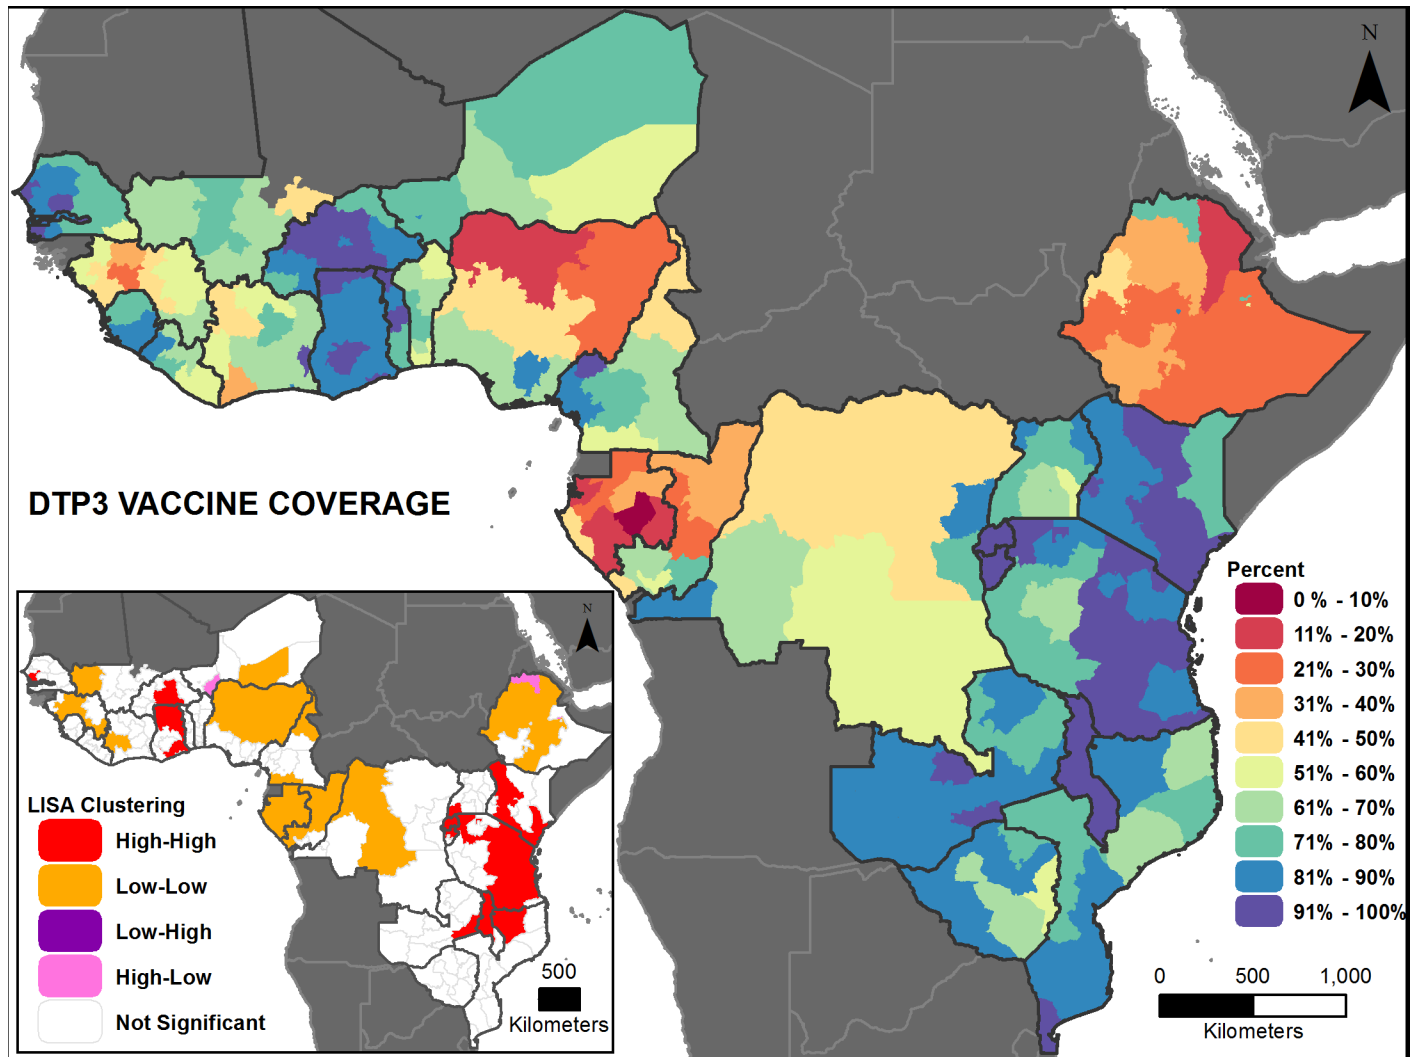 N
DTP3 VACCINE COVERAGE
Percent
0 % - 10%
11% - 20%
21% - 30%
31% - 40%
41% - 50%
51% - 60%
61% - 70%
71% - 80%
81% - 90%
91% - 100%
0 500 1,000
Kilometers
N
LISA Clustering
High-High
Low-Low
Low-High
High-Low
Not Significant
500
Kilometers